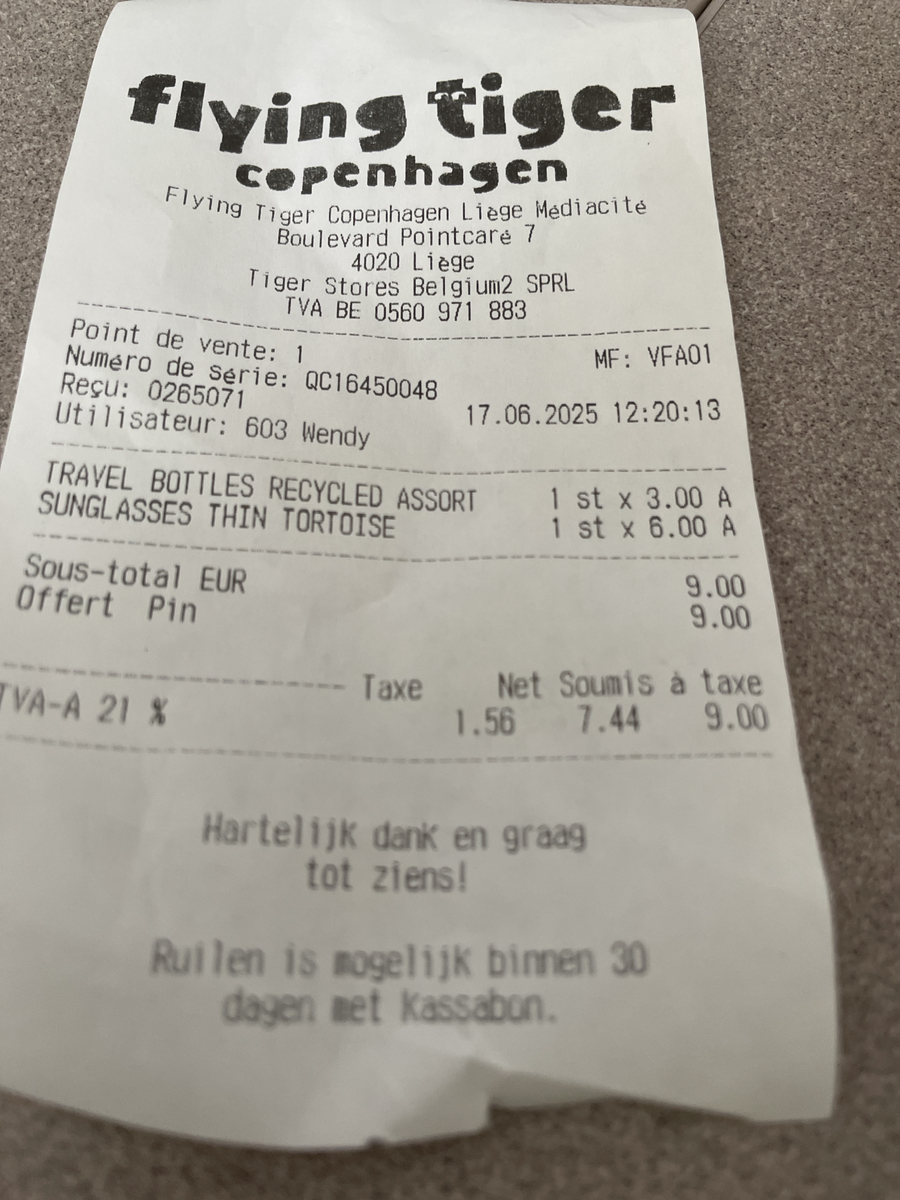 flying tiger
copenhagen
Flying Tiger Copenhagen Liège Médiacité
Boulevard Pointcaré 7
4020 Liège
Tiger Stores Belgium2 SPRL
TVA BE 0560 971 883
Point de vente: 1 MF: VFA01
Numéro de série: QC16450048
Reçu: 0265071 17.06.2025 12:20:13
Utilisateur: 603 Wendy
TRAVEL BOTTLES RECYCLED ASSORT 1 st x 3.00 A
SUNGLASSES THIN TORTOISE 1 st x 6.00 A
Sous-total EUR 9.00
Offert Pin 9.00
Taxe Net Soumis à taxe
TVA-A 21 % 1.56 7.44 9.00
Hartelijk dank en graag
tot ziens!
Ruilen is mogelijk binnen 30
dagen met kassabon.